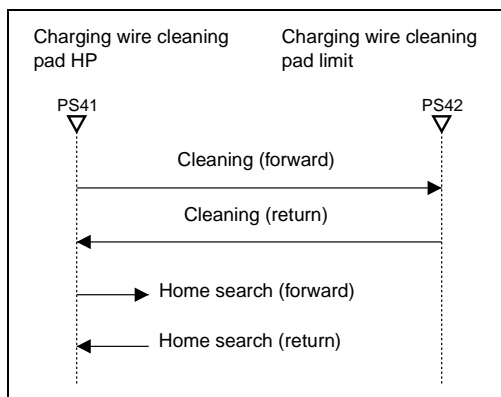 Charging wire cleaning
pad HP
Charging wire cleaning
pad limit
PS41
PS42
Cleaning (forward)
Cleaning (return)
Home search (forward)
Home search (return)